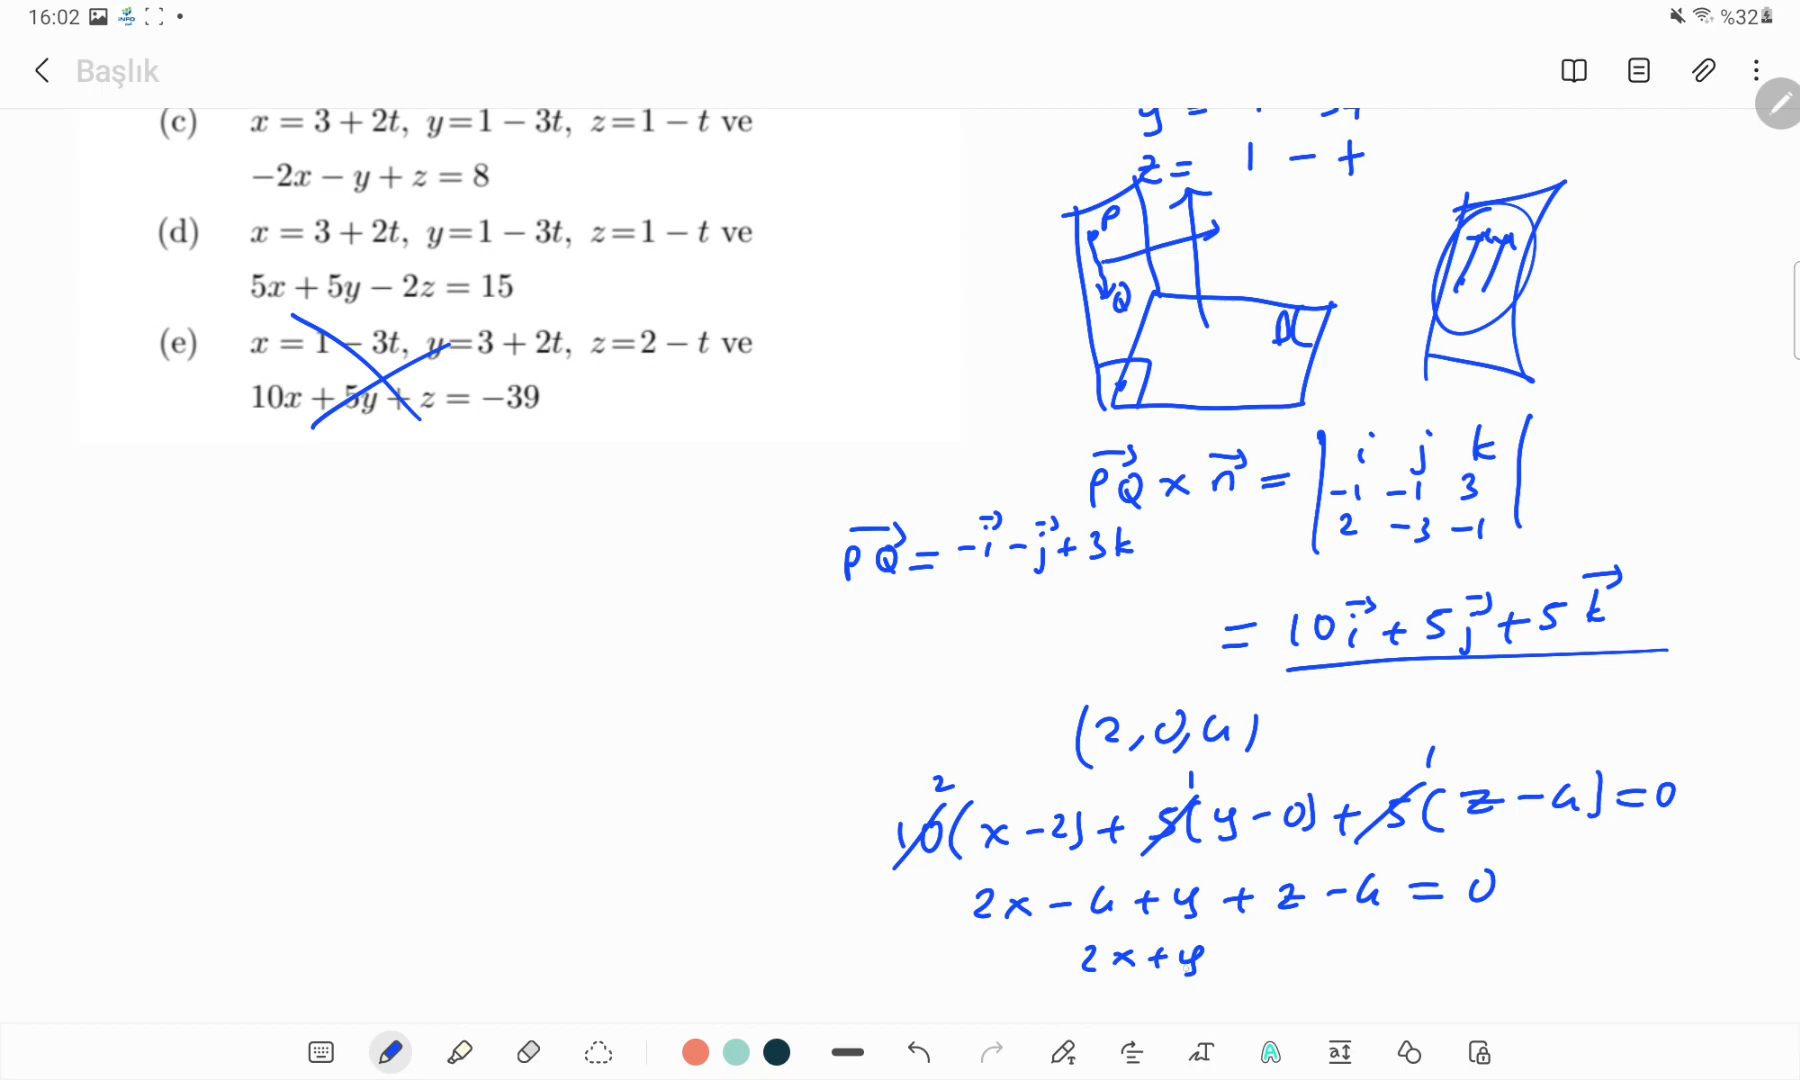 16:02 %32
Başlık
(c) x = 3 + 2t, y=1 − 3t, z=1 − t ve
−2x − y + z = 8
(d) x = 3 + 2t, y=1 − 3t, z=1 − t ve
5x + 5y − 2z = 15
(e) x = 1 − 3t, y=3 + 2t, z=2 − t ve
10x + 5y + z = −39
z = 1 − t
P
Q
PQ × n = | i j k
-1 -1 3
2 -3 -1 |
PQ = -i - j + 3k
= 10i + 5j + 5k
(2, 0, 4)
2 1 1
10(x - 2) + 5(y - 0) + 5(z - 4) = 0
2x - 4 + y + z - 4 = 0
2x + y